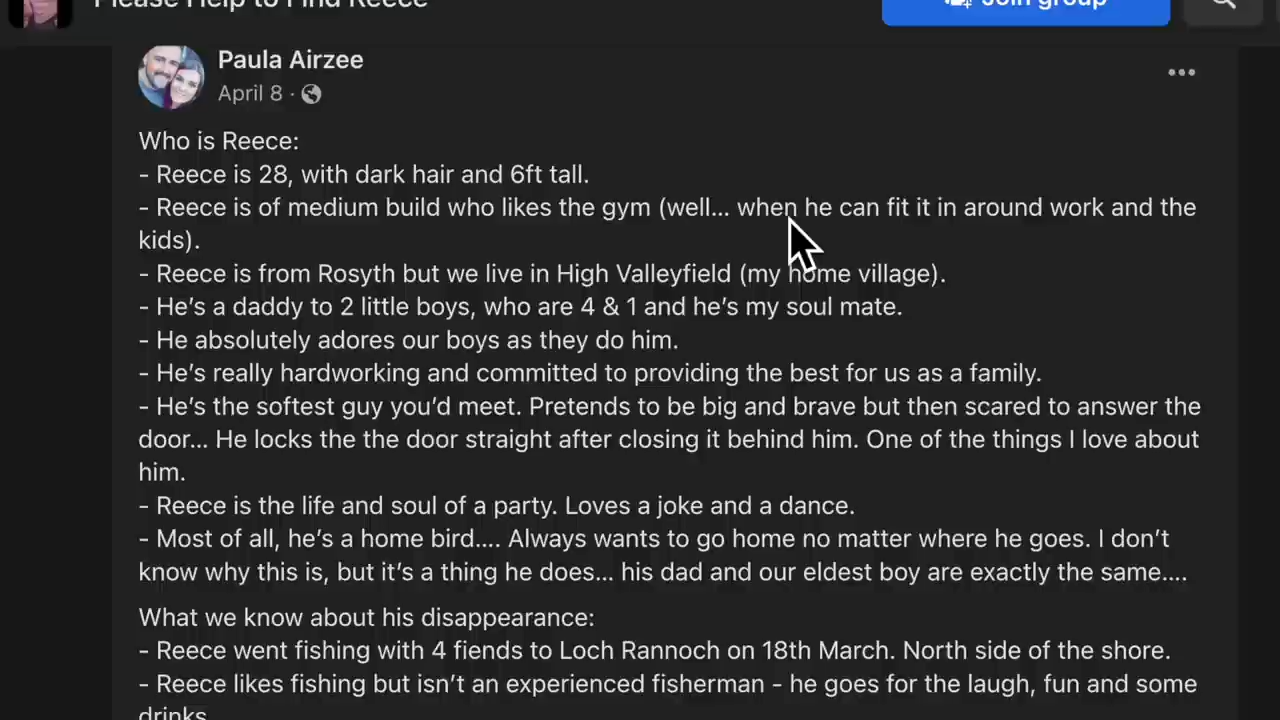 Please Help to Find Reece
Join group
Paula Airzee
April 8 ·
Who is Reece:
- Reece is 28, with dark hair and 6ft tall.
- Reece is of medium build who likes the gym (well... when he can fit it in around work and the
kids).
- Reece is from Rosyth but we live in High Valleyfield (my home village).
- He's a daddy to 2 little boys, who are 4 & 1 and he's my soul mate.
- He absolutely adores our boys as they do him.
- He's really hardworking and committed to providing the best for us as a family.
- He's the softest guy you'd meet. Pretends to be big and brave but then scared to answer the
door... He locks the the door straight after closing it behind him. One of the things I love about
him.
- Reece is the life and soul of a party. Loves a joke and a dance.
- Most of all, he's a home bird.... Always wants to go home no matter where he goes. I don't
know why this is, but it's a thing he does... his dad and our eldest boy are exactly the same....
What we know about his disappearance:
- Reece went fishing with 4 fiends to Loch Rannoch on 18th March. North side of the shore.
- Reece likes fishing but isn't an experienced fisherman - he goes for the laugh, fun and some
drinks